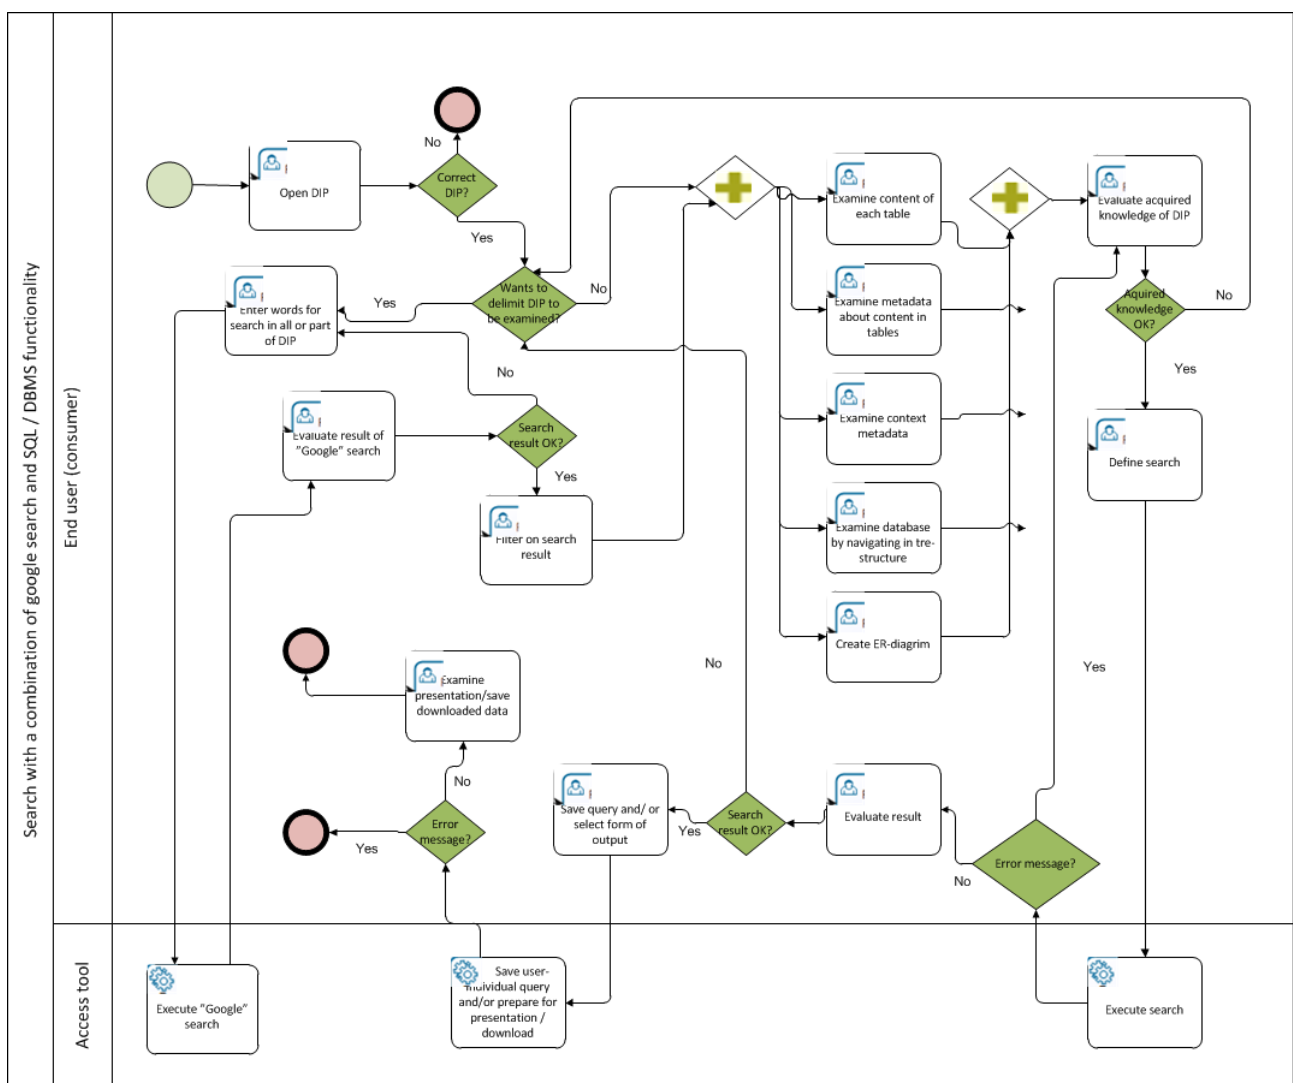 Search with a combination of google search and SQL / DBMS functionality
End user (consumer)
Access tool
Open DIP
Correct
DIP?
No
Yes
Wants to
delimit DIP to
be examined?
Yes
No
Enter words for
search in all or part
of DIP
No
Evaluate result of
"Google" search
Search
result OK?
Yes
Filter on search
result
Examine content of
each table
Examine metadata
about content in
tables
Examine context
metadata
Examine database
by navigating in tre-
structure
Create ER-diagrim
Evaluate acquired
knowledge of DIP
Aquired
knowledge
OK?
No
Yes
Define search
Yes
No
Examine
presentation/save
downloaded data
No
Error
message?
Yes
Save query and/ or
select form of
output
Yes
Search
result OK?
Evaluate result
No
Error message?
Execute "Google"
search
Save user-
individual query
and/or prepare for
presentation /
download
Execute search